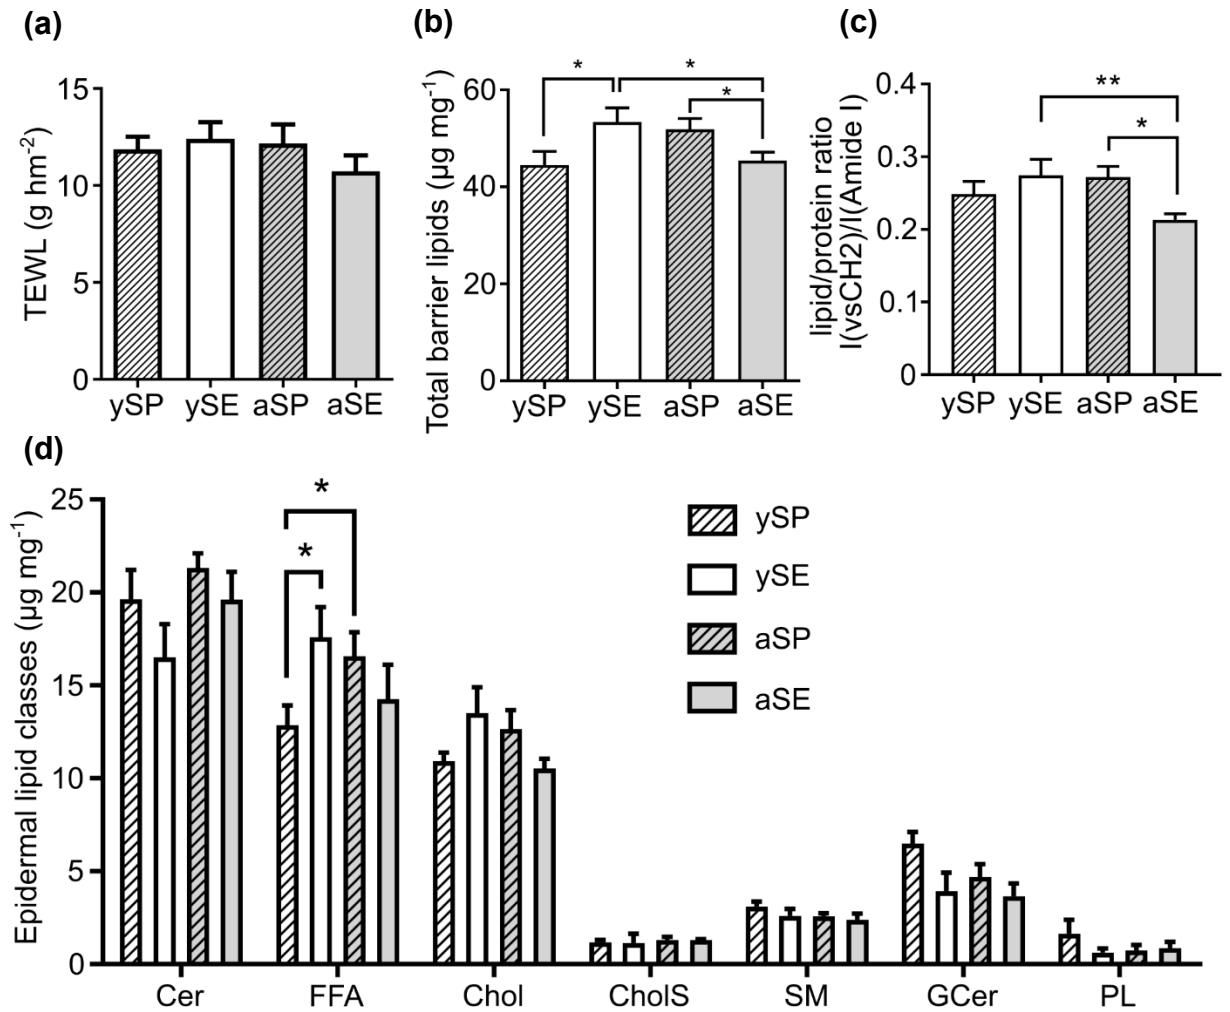 (a)
TEWL (g hm-2)
15
10
5
0
ySP ySE aSP aSE
(b)
Total barrier lipids (µg mg-1)
60
40
20
0
* * *
ySP ySE aSP aSE
(c)
lipid/protein ratio
I(vsCH2)/I(Amide I)
0.4
0.3
0.2
0.1
0
**
*
ySP ySE aSP aSE
(d)
Epidermal lipid classes (µg mg-1)
25
20
15
10
5
0
*
*
ySP
ySE
aSP
aSE
Cer FFA Chol CholS SM GCer PL